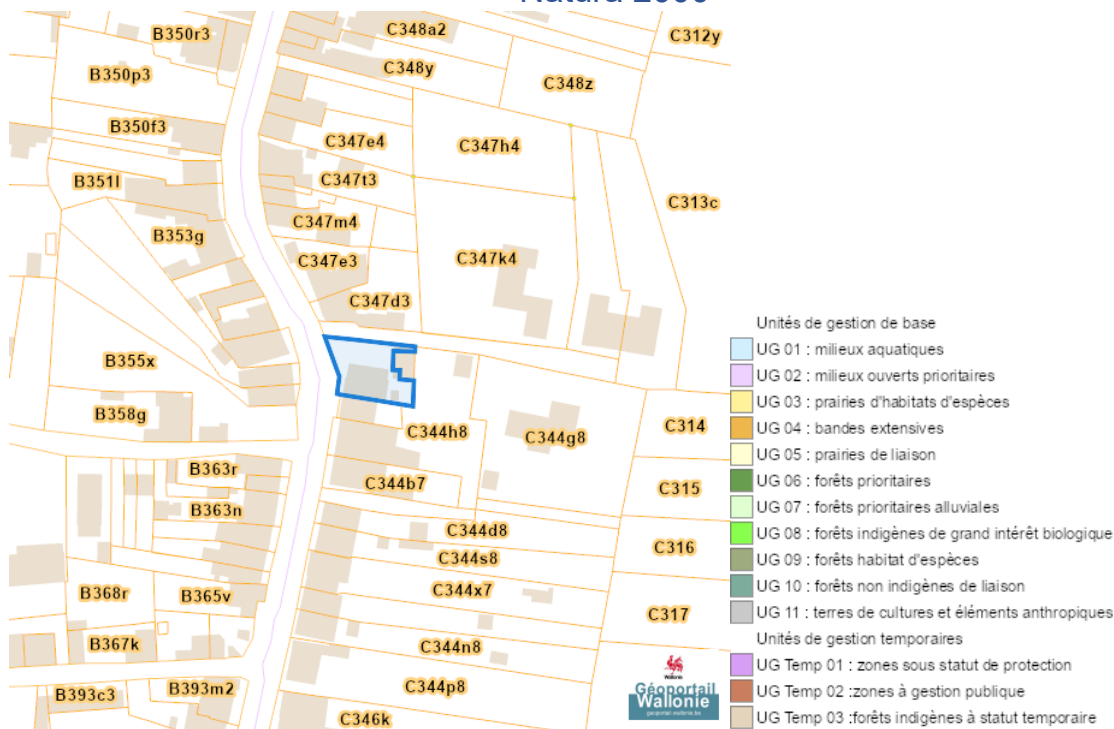 Natura 2000
B350r3
C348a2
C312y
B350p3
C348y
C348z
B350f3
C347e4
C347h4
B351l
C347t3
C313c
C347m4
B353g
C347e3
C347k4
C347d3
B355x
B358g
C344h8
C344g8
C314
B363r
C344b7
C315
B363n
C344d8
C344s8
C316
B368r
B365v
C344x7
C317
B367k
C344n8
B393c3
B393m2
C344p8
C346k
Wallonie
Géoportail
Wallonie
geoportail.wallonie.be
Unités de gestion de base
UG 01 : milieux aquatiques
UG 02 : milieux ouverts prioritaires
UG 03 : prairies d'habitats d'espèces
UG 04 : bandes extensives
UG 05 : prairies de liaison
UG 06 : forêts prioritaires
UG 07 : forêts prioritaires alluviales
UG 08 : forêts indigènes de grand intérêt biologique
UG 09 : forêts habitat d'espèces
UG 10 : forêts non indigènes de liaison
UG 11 : terres de cultures et éléments anthropiques
Unités de gestion temporaires
UG Temp 01 : zones sous statut de protection
UG Temp 02 :zones à gestion publique
UG Temp 03 :forêts indigènes à statut temporaire